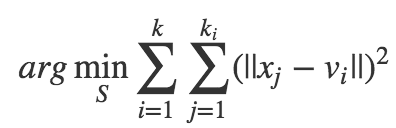 arg min_S ∑_{i=1}^{k} ∑_{j=1}^{k_i} (||x_j − v_i||)^2